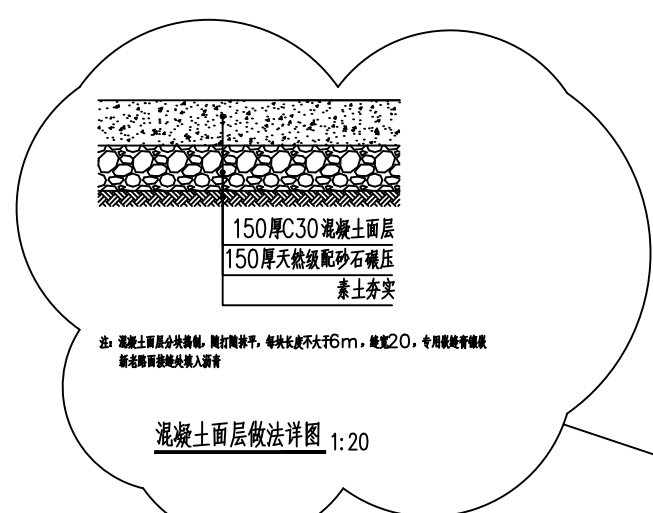 150厚C30混凝土面层
150厚天然级配砂石碾压
素土夯实
注：混凝土面层分块捣制，随打随抹平，每块长度不大于6m，缝宽20，专用嵌缝膏镶嵌
新老路面接缝处填入沥青
混凝土面层做法详图 1:20